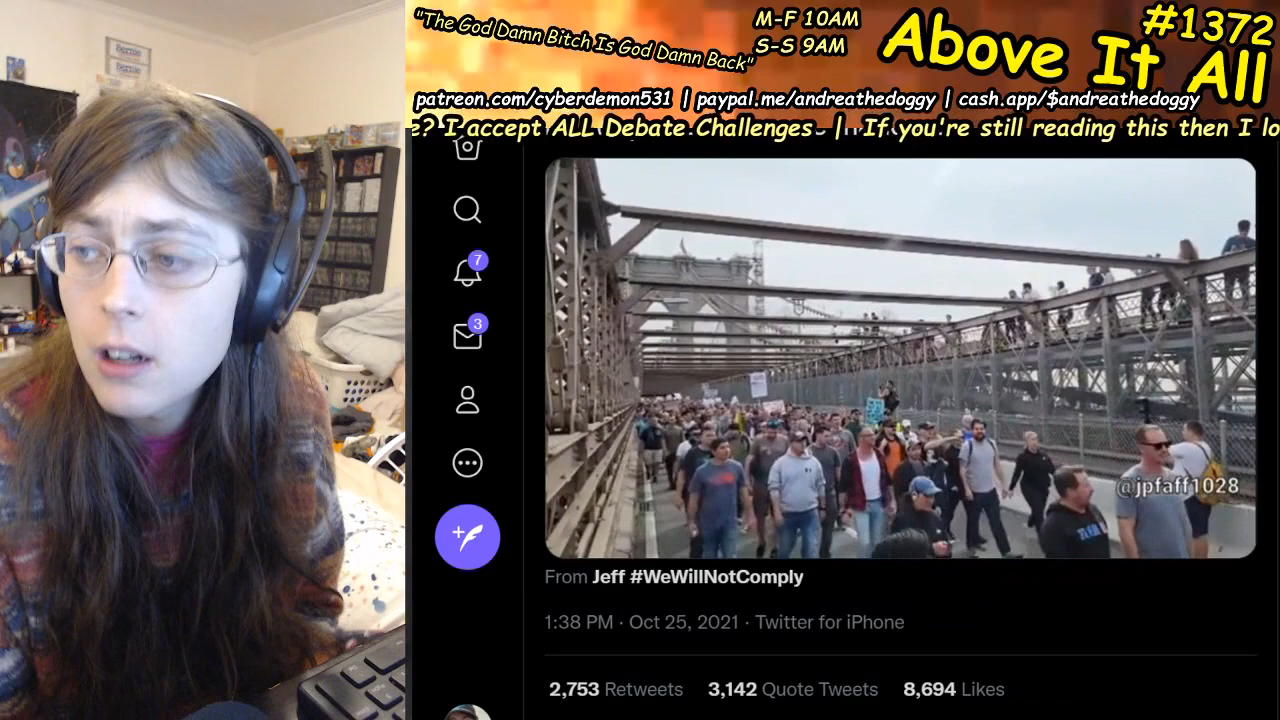 Bernie
Bernie
"The God Damn Bitch Is God Damn Back"
M-F 10AM
S-S 9AM
Above It All
#1372
patreon.com/cyberdemon531 | paypal.me/andreathedoggy | cash.app/$andreathedoggy
e? I accept ALL Debate Challenges | If you're still reading this then I lo
7
3
@jpfaff1028
From Jeff #WeWillNotComply
1:38 PM · Oct 25, 2021 · Twitter for iPhone
2,753 Retweets 3,142 Quote Tweets 8,694 Likes